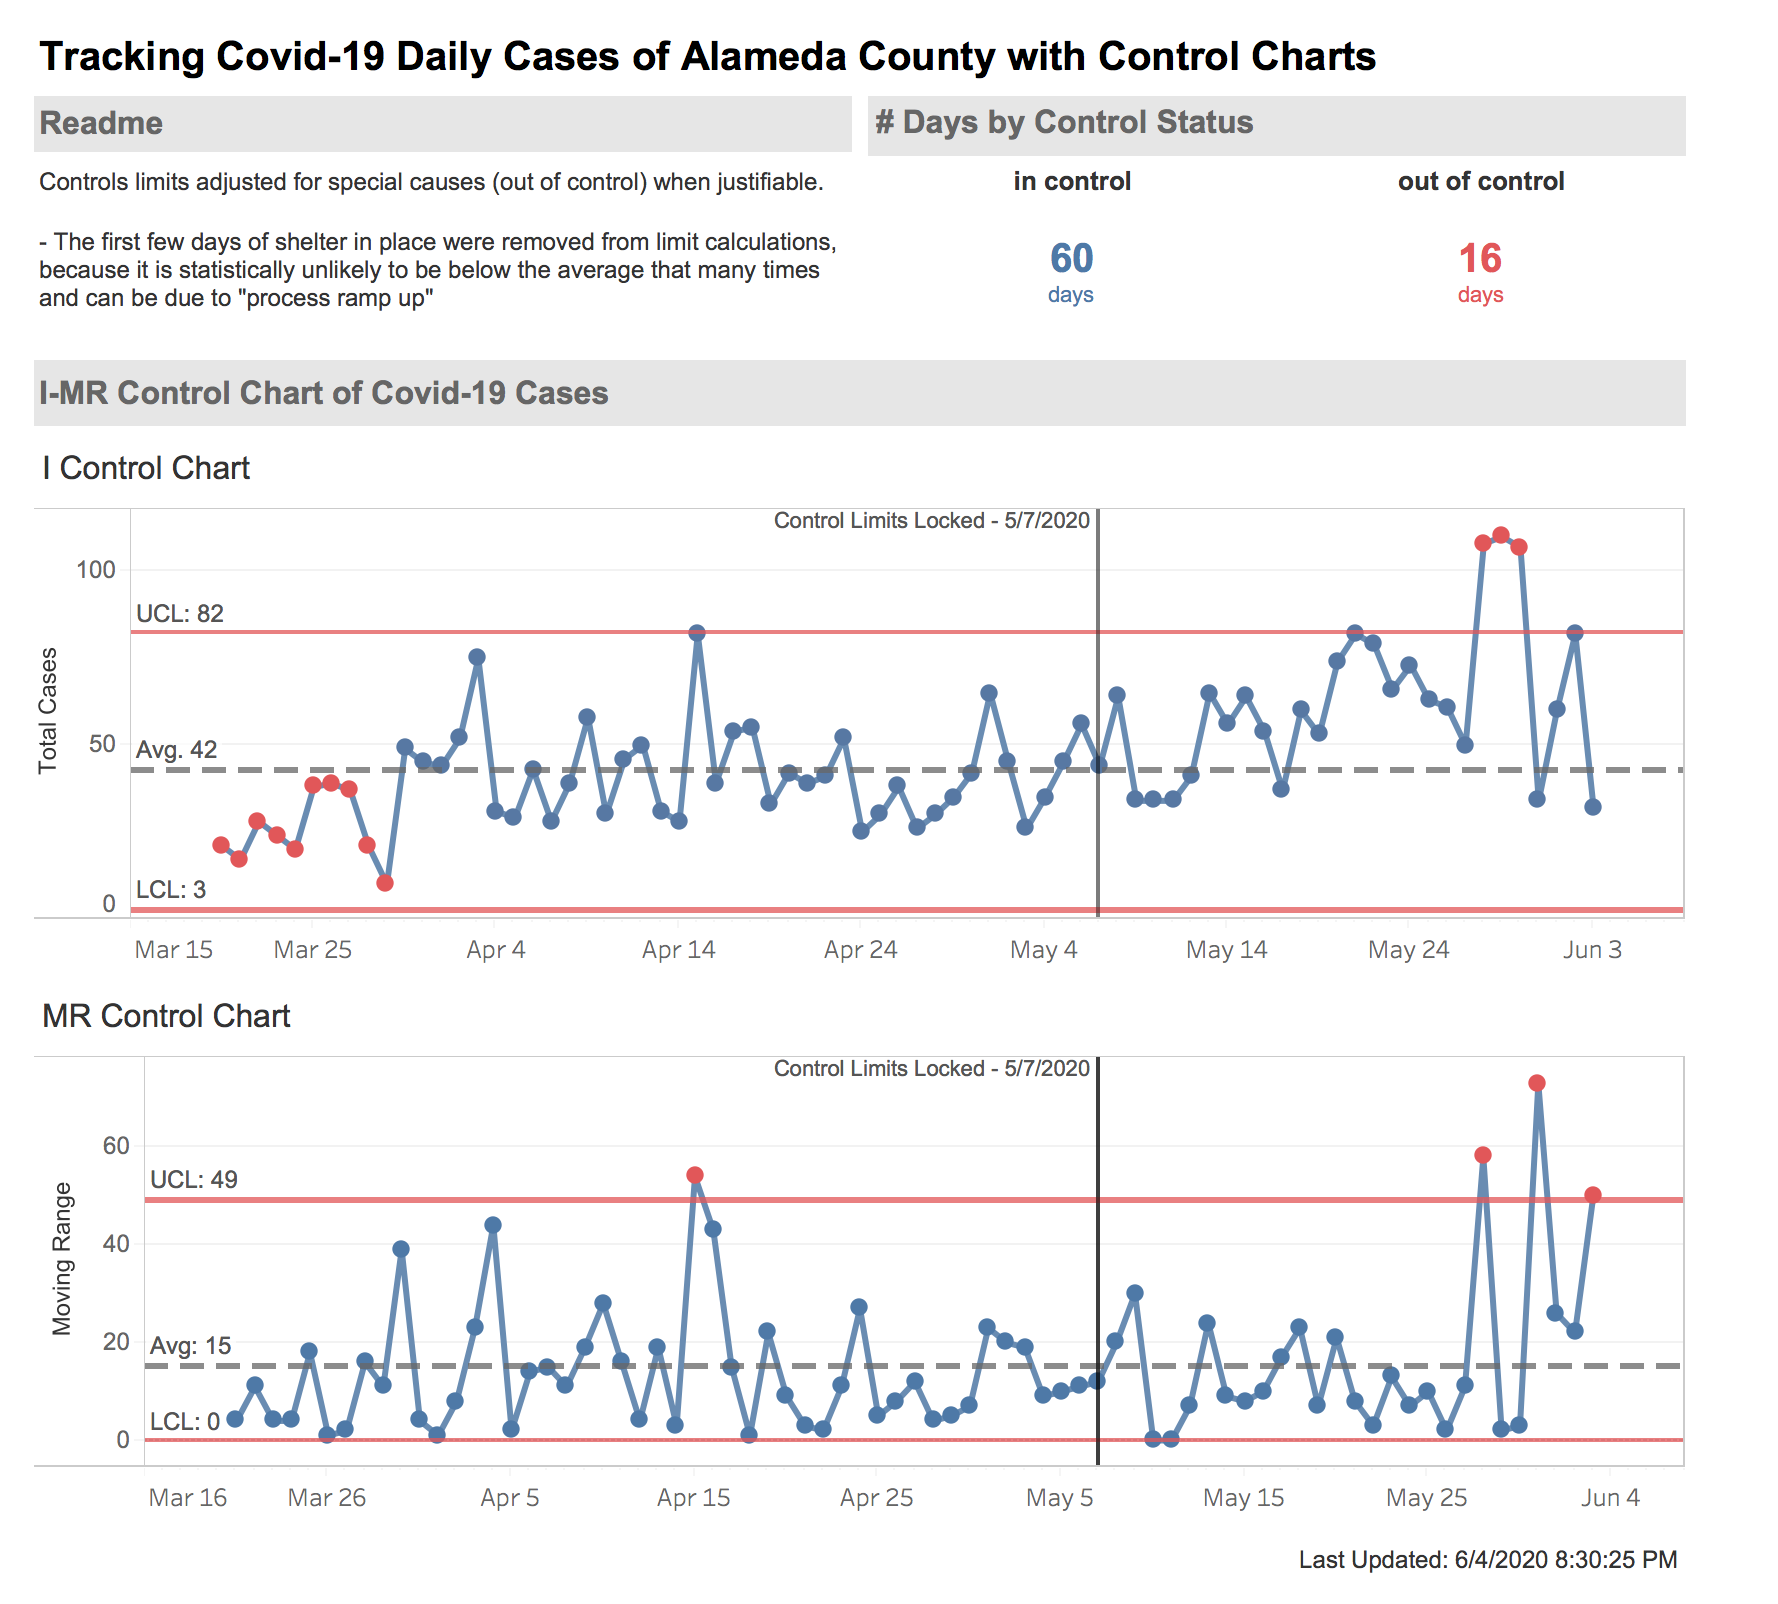 Tracking Covid-19 Daily Cases of Alameda County with Control Charts
Readme
Controls limits adjusted for special causes (out of control) when justifiable.
- The first few days of shelter in place were removed from limit calculations,
because it is statistically unlikely to be below the average that many times
and can be due to "process ramp up"
# Days by Control Status
in control
out of control
60
days
16
days
I-MR Control Chart of Covid-19 Cases
I Control Chart
Control Limits Locked - 5/7/2020
Total Cases
100
50
0
UCL: 82
Avg. 42
LCL: 3
Mar 15
Mar 25
Apr 4
Apr 14
Apr 24
May 4
May 14
May 24
Jun 3
MR Control Chart
Control Limits Locked - 5/7/2020
Moving Range
60
40
20
0
UCL: 49
Avg: 15
LCL: 0
Mar 16
Mar 26
Apr 5
Apr 15
Apr 25
May 5
May 15
May 25
Jun 4
Last Updated: 6/4/2020 8:30:25 PM